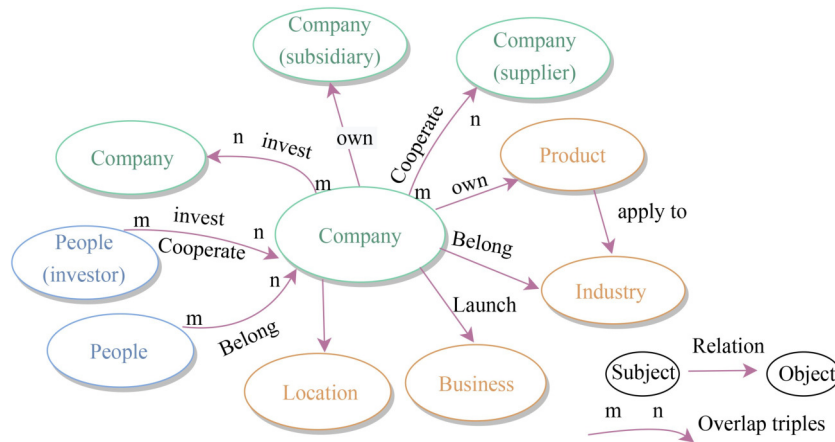 Company
(subsidiary)
Company
(supplier)
n
invest
own
Cooperate
n
Company
m
m
own
Product
m
invest
n
Cooperate
People
(investor)
Company
Belong
apply to
n
m
Belong
People
Launch
Industry
Location
Business
Relation
Subject
Object
m
n
Overlap triples